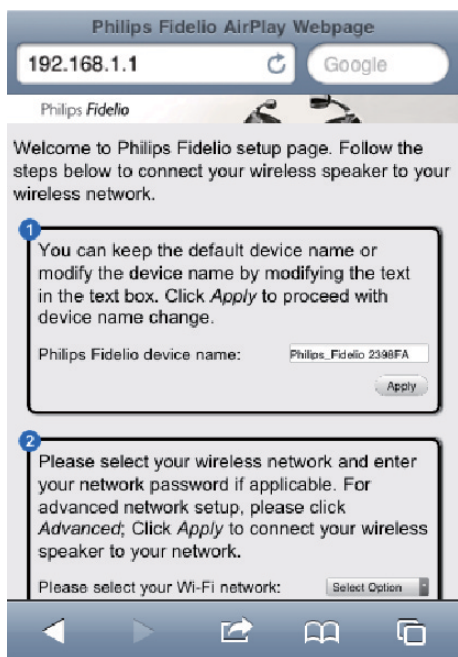 Philips Fidelio AirPlay Webpage
192.168.1.1
Google
Philips Fidelio
Welcome to Philips Fidelio setup page. Follow the
steps below to connect your wireless speaker to your
wireless network.
1
You can keep the default device name or
modify the device name by modifying the text
in the text box. Click Apply to proceed with
device name change.
Philips Fidelio device name: Philips_Fidelio 2398FA
Apply
2
Please select your wireless network and enter
your network password if applicable. For
advanced network setup, please click
Advanced; Click Apply to connect your wireless
speaker to your network.
Please select your Wi-Fi network: Select Option